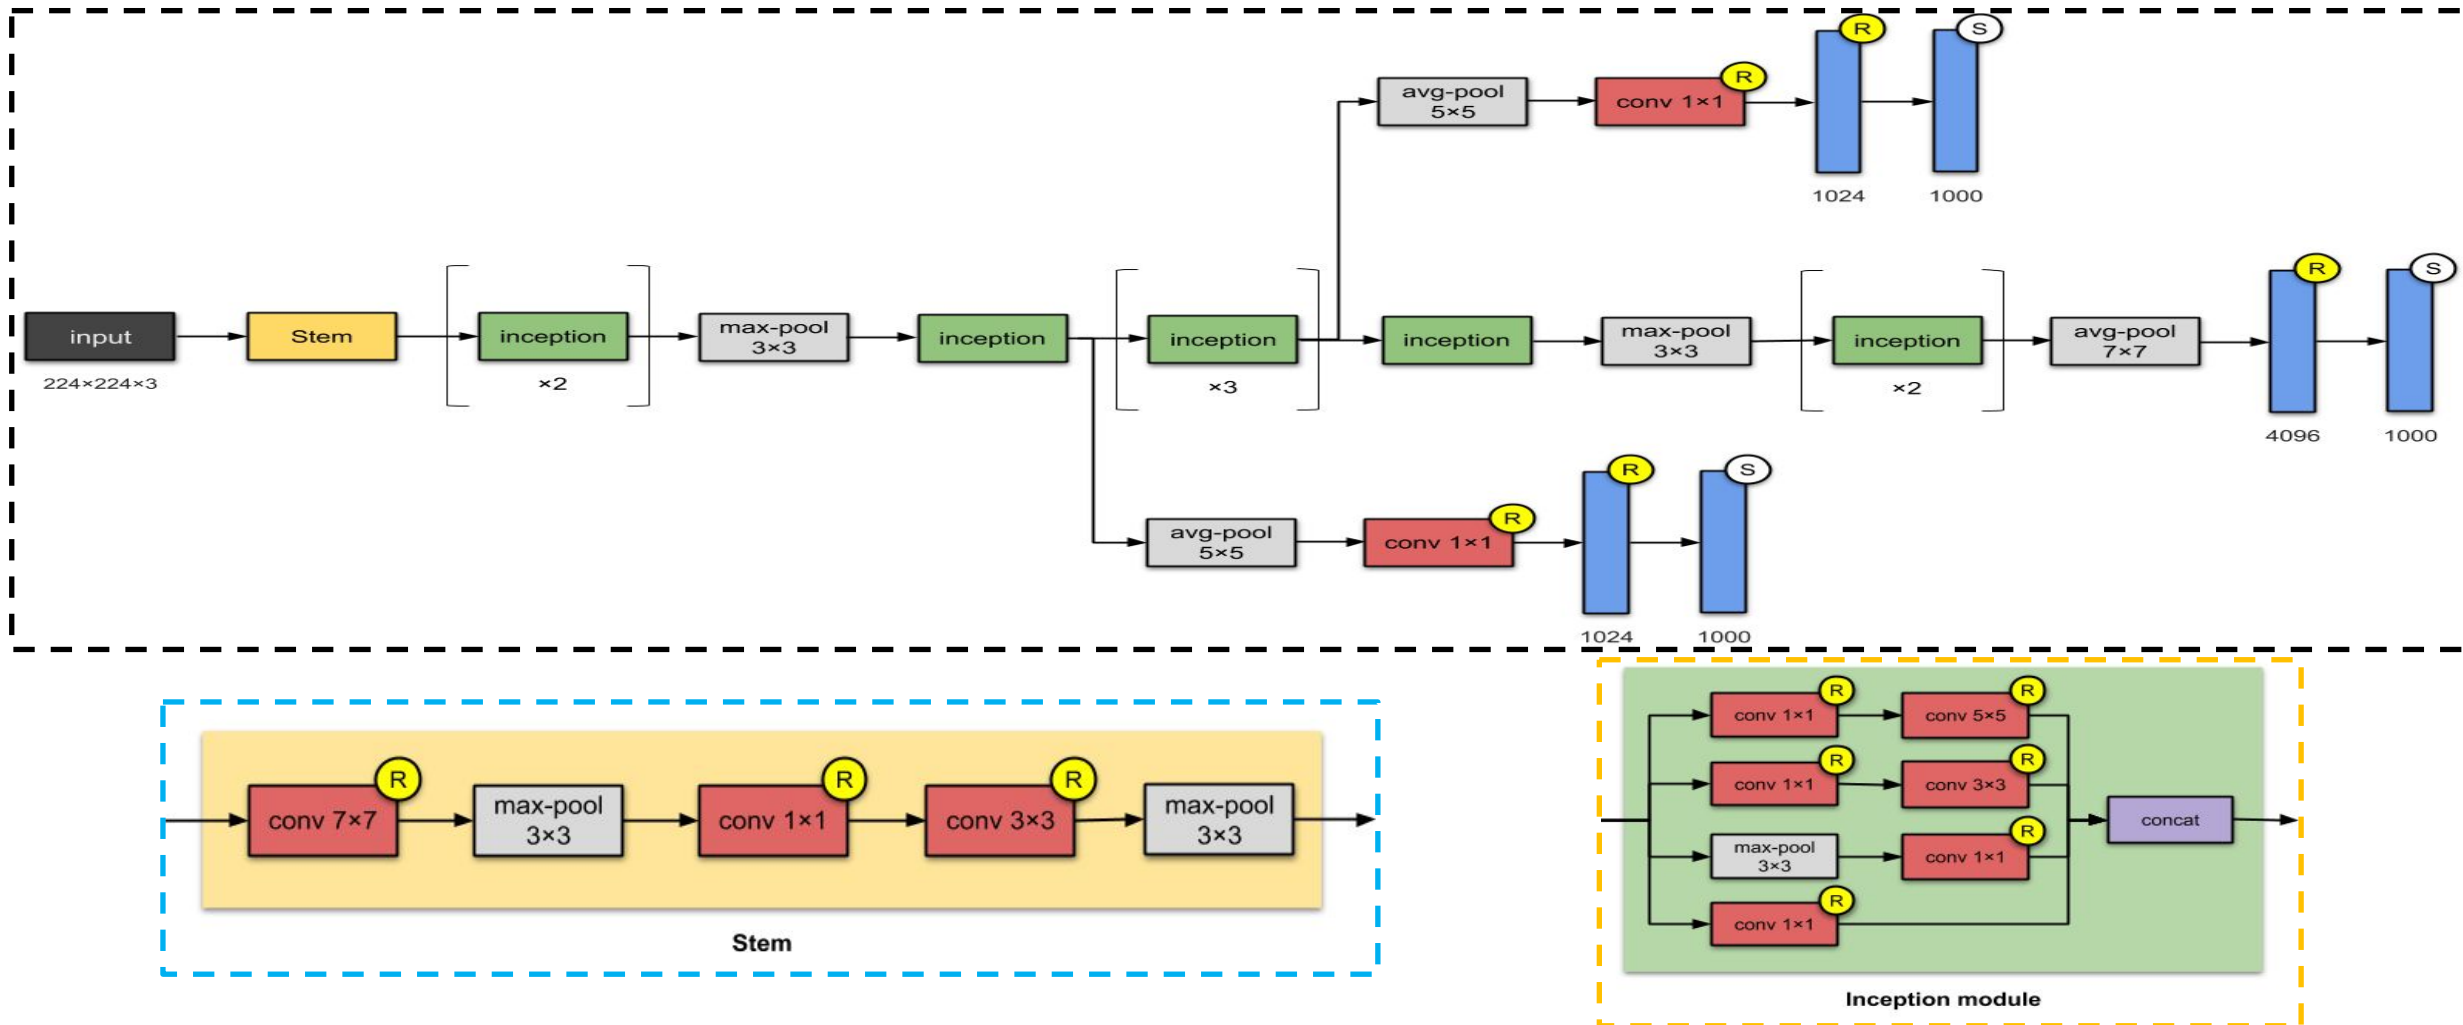 R
S
avg-pool
5×5
R
conv 1×1
1024
1000
input
224×224×3
Stem
inception
×2
max-pool
3×3
inception
inception
×3
inception
max-pool
3×3
inception
×2
avg-pool
7×7
R
S
4096
1000
avg-pool
5×5
R
conv 1×1
R
S
1024
1000
R
conv 7×7
max-pool
3×3
R
conv 1×1
R
conv 3×3
max-pool
3×3
Stem
R
conv 1×1
R
conv 5×5
R
conv 1×1
R
conv 3×3
max-pool
3×3
R
conv 1×1
R
conv 1×1
concat
Inception module